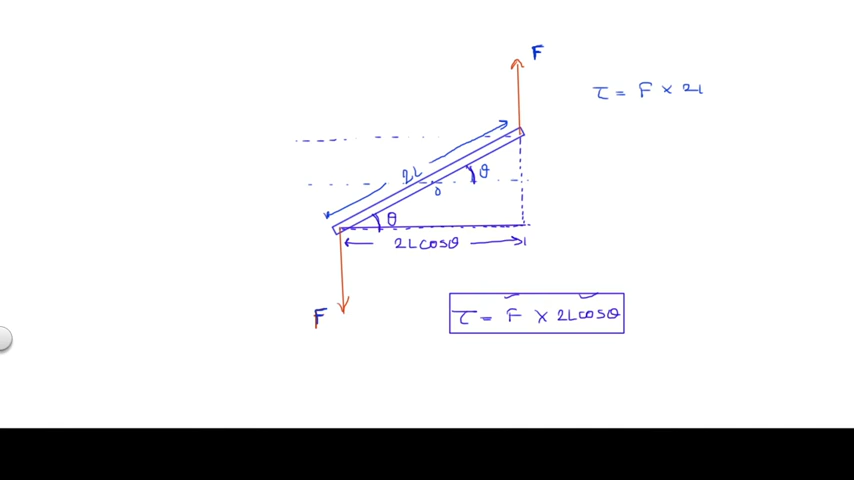 F
τ = F × 2L
2L
θ
o
θ
2Lcosθ
F
τ = F × 2Lcosθ